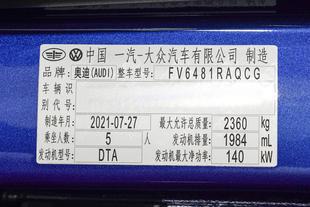 中国 一汽-大众汽车有限公司 制造
品牌：奥迪(AUDI) 整车型号: FV6481RAQCG
车辆
别代号
制造年月: 2021-07-27 最大允许总质量: 2360 kg
乘坐人数: 5 人 发动机排量: 1984 mL
发动机型号: DTA 发动机最大净功率: 140 kW